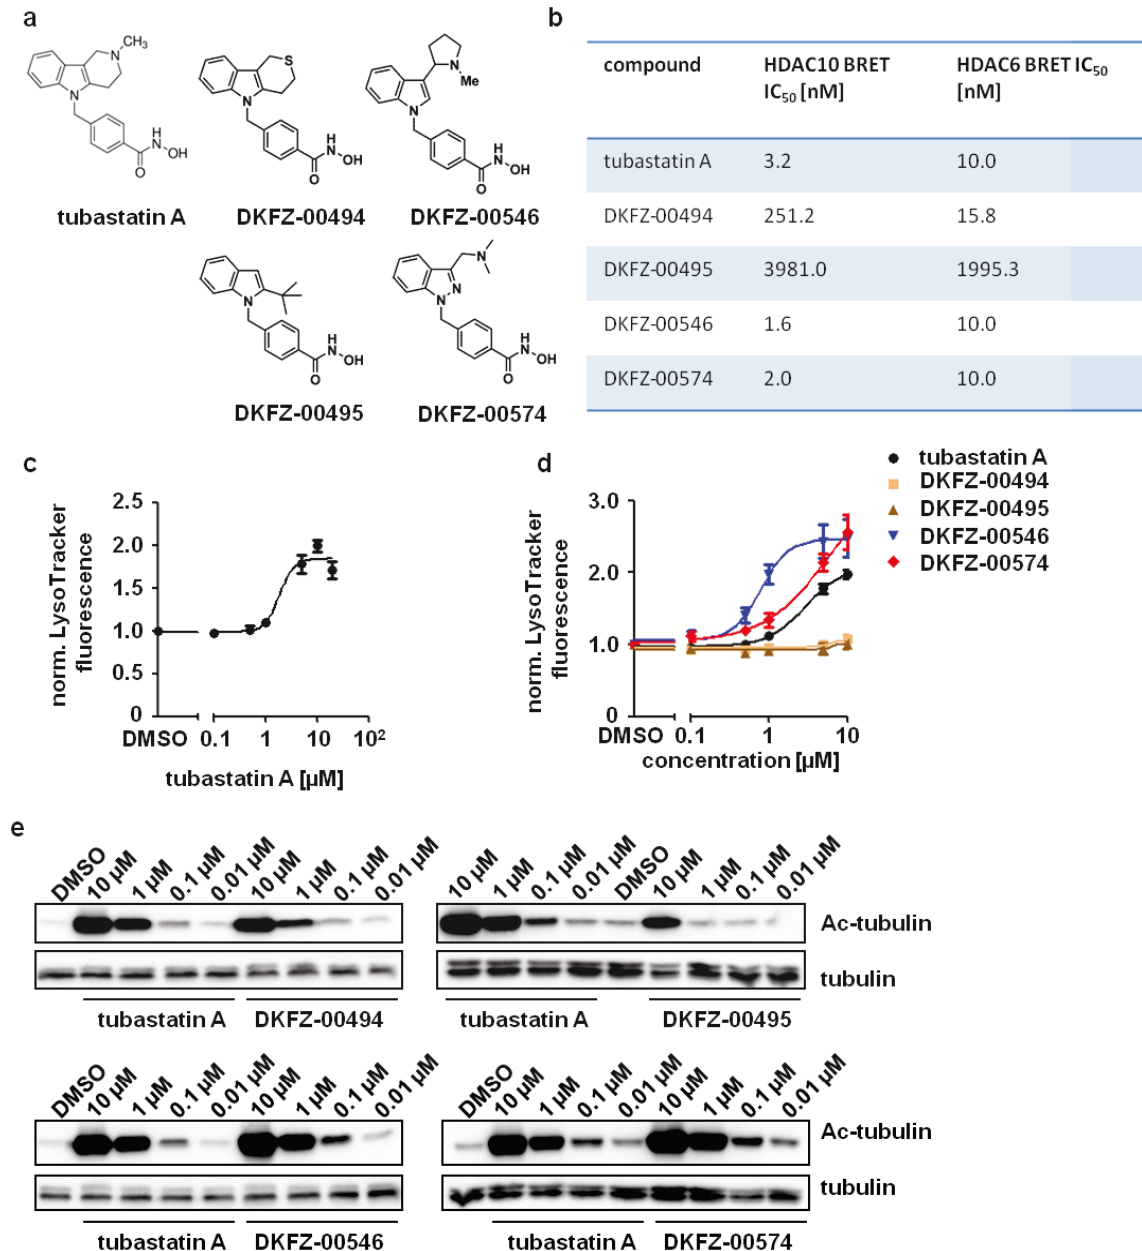 a
CH₃
N
N
H
N
OH
O
tubastatin A
S
N
H
N
OH
O
DKFZ-00494
N
Me
N
H
N
OH
O
DKFZ-00546
N
H
N
OH
O
DKFZ-00495
N
N
N
H
N
OH
O
DKFZ-00574
b
compound HDAC10 BRET IC₅₀ [nM] HDAC6 BRET IC₅₀ [nM]
tubastatin A 3.2 10.0
DKFZ-00494 251.2 15.8
DKFZ-00495 3981.0 1995.3
DKFZ-00546 1.6 10.0
DKFZ-00574 2.0 10.0
c
norm. LysoTracker
fluorescence
2.5
2.0
1.5
1.0
0.5
0
DMSO 0.1 1 10 10²
tubastatin A [µM]
d
norm. LysoTracker
fluorescence
3.0
2.0
1.0
0
DMSO 0.1 1 10
concentration [µM]
tubastatin A
DKFZ-00494
DKFZ-00495
DKFZ-00546
DKFZ-00574
e
DMSO 10 µM 1 µM 0.1 µM 0.01 µM 10 µM 1 µM 0.1 µM 0.01 µM
10 µM 1 µM 0.1 µM 0.01 µM DMSO 10 µM 1 µM 0.1 µM 0.01 µM
Ac-tubulin
tubulin
tubastatin A DKFZ-00494
tubastatin A DKFZ-00495
DMSO 10 µM 1 µM 0.1 µM 0.01 µM 10 µM 1 µM 0.1 µM 0.01 µM
DMSO 10 µM 1 µM 0.1 µM 0.01 µM 10 µM 1 µM 0.1 µM 0.01 µM
Ac-tubulin
tubulin
tubastatin A DKFZ-00546
tubastatin A DKFZ-00574